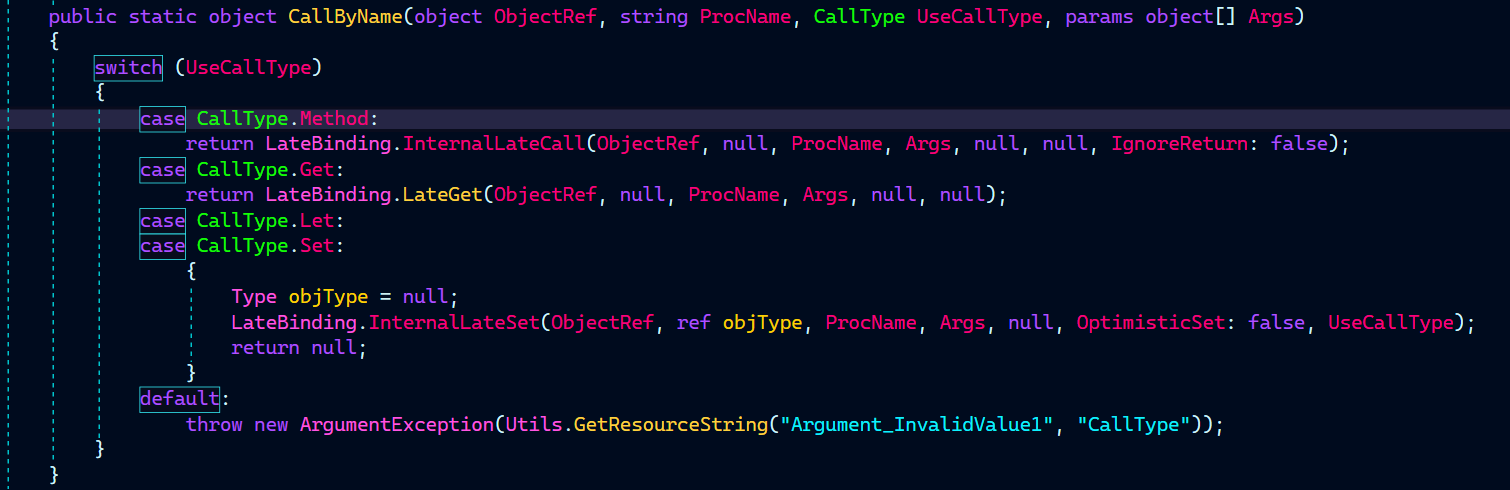 public static object CallByName(object ObjectRef, string ProcName, CallType UseCallType, params object[] Args)
{
switch (UseCallType)
{
case CallType.Method:
return LateBinding.InternalLateCall(ObjectRef, null, ProcName, Args, null, null, IgnoreReturn: false);
case CallType.Get:
return LateBinding.LateGet(ObjectRef, null, ProcName, Args, null, null);
case CallType.Let:
case CallType.Set:
{
Type objType = null;
LateBinding.InternalLateSet(ObjectRef, ref objType, ProcName, Args, null, OptimisticSet: false, UseCallType);
return null;
}
default:
throw new ArgumentException(Utils.GetResourceString("Argument_InvalidValue1", "CallType"));
}
}